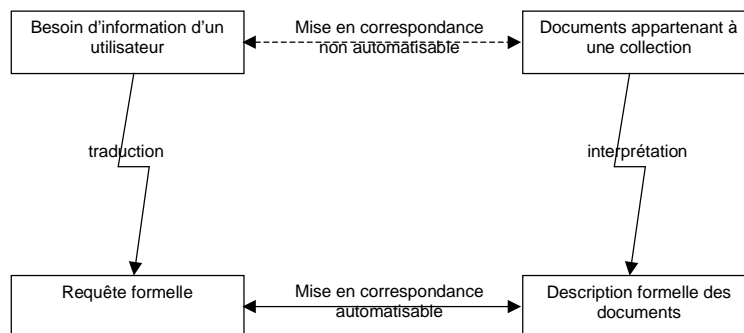 Besoin d'information d'un
utilisateur
Mise en correspondance
non automatisable
Documents appartenant à
une collection
traduction
interprétation
Requête formelle
Mise en correspondance
automatisable
Description formelle des
documents